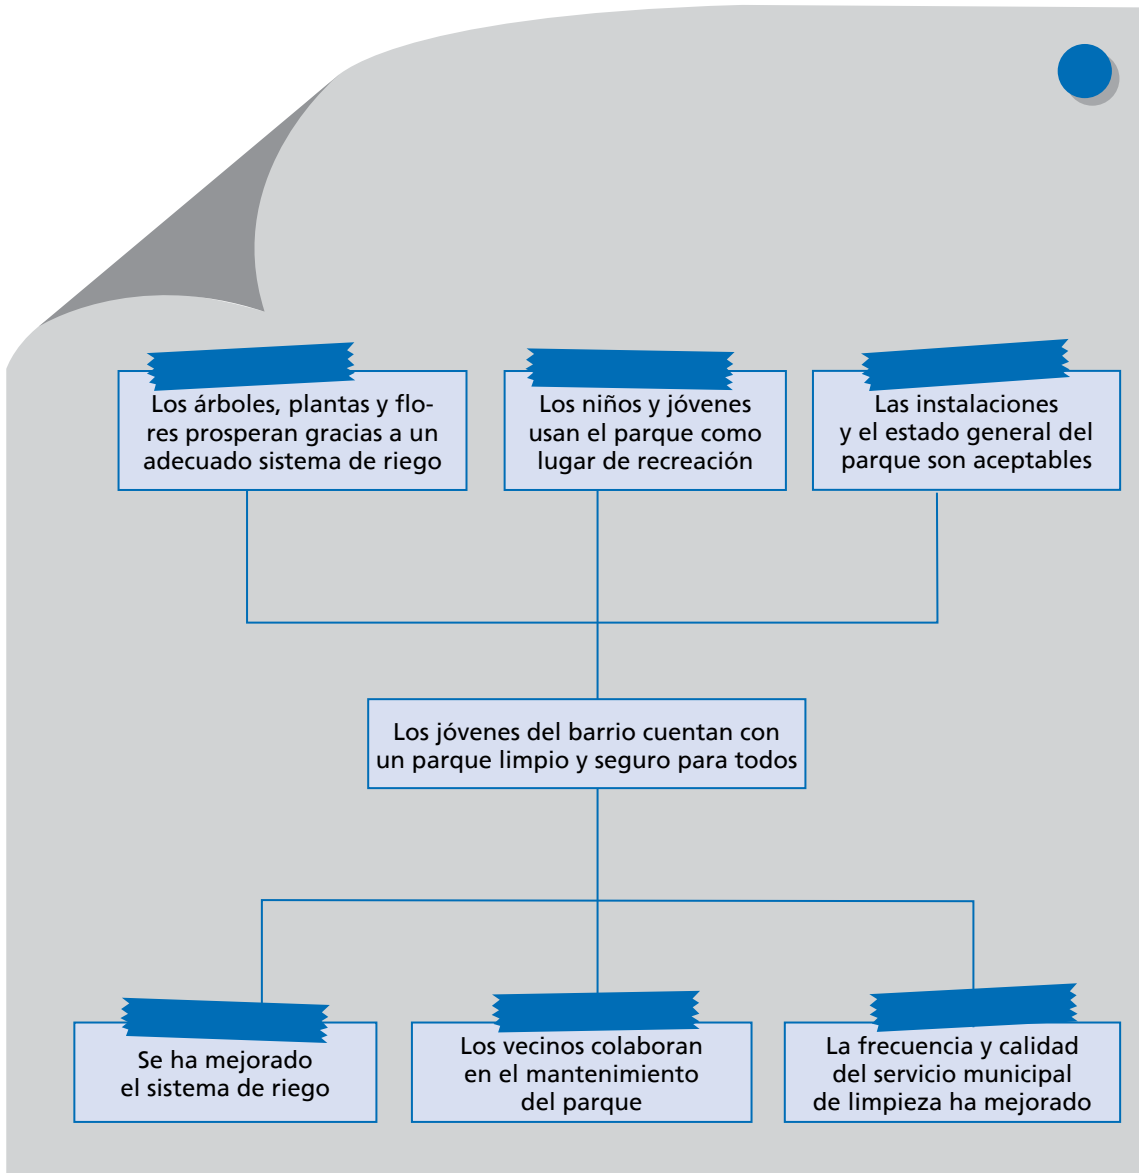 Los árboles, plantas y flo-
res prosperan gracias a un
adecuado sistema de riego
Los niños y jóvenes
usan el parque como
lugar de recreación
Las instalaciones
y el estado general del
parque son aceptables
Los jóvenes del barrio cuentan con
un parque limpio y seguro para todos
Se ha mejorado
el sistema de riego
Los vecinos colaboran
en el mantenimiento
del parque
La frecuencia y calidad
del servicio municipal
de limpieza ha mejorado